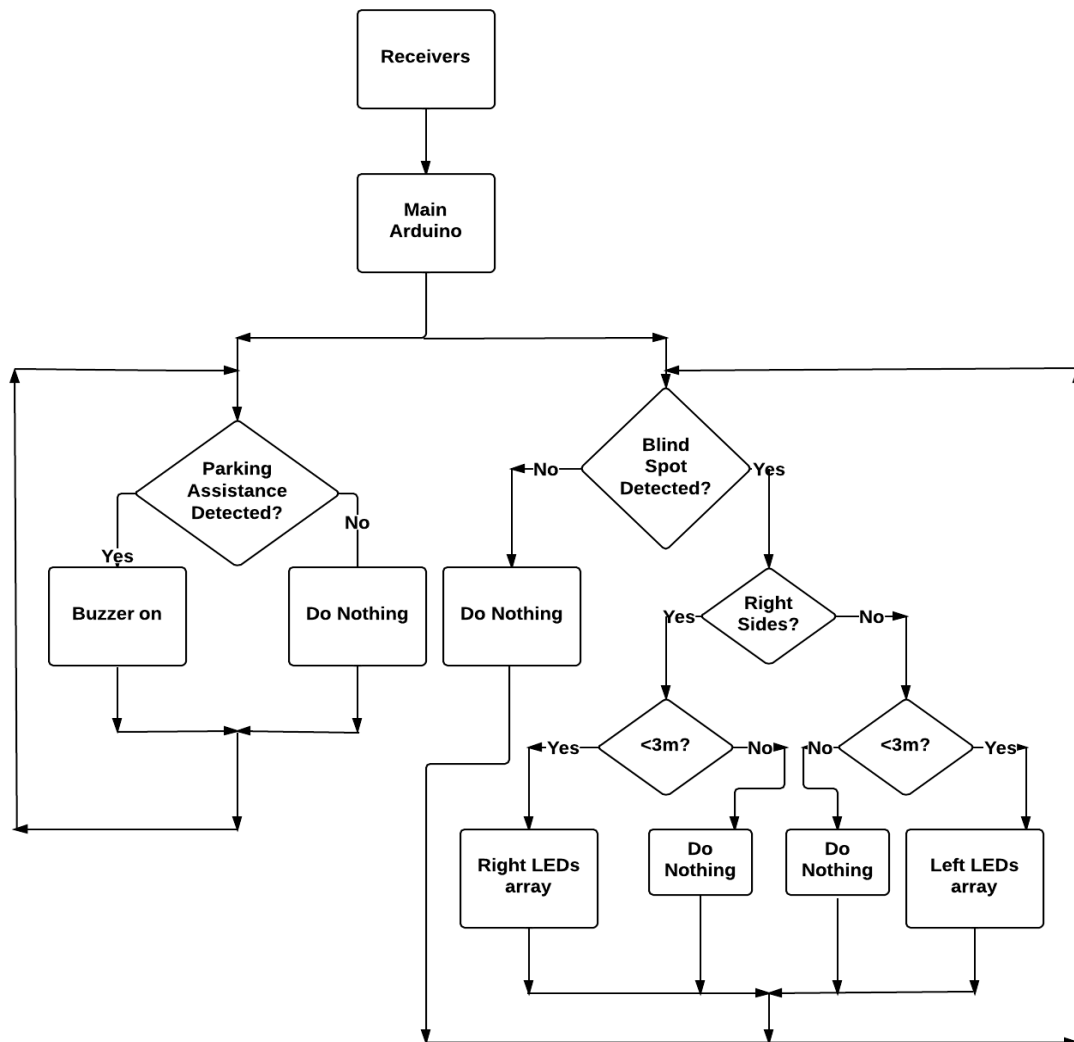 Receivers
Main
Arduino
Parking
Assistance
Detected?
Yes
No
Buzzer on
Do Nothing
Blind
Spot
Detected?
No
Yes
Do Nothing
Right
Sides?
Yes
No
<3m?
Yes
No
<3m?
No
Yes
Right LEDs
array
Do
Nothing
Do
Nothing
Left LEDs
array